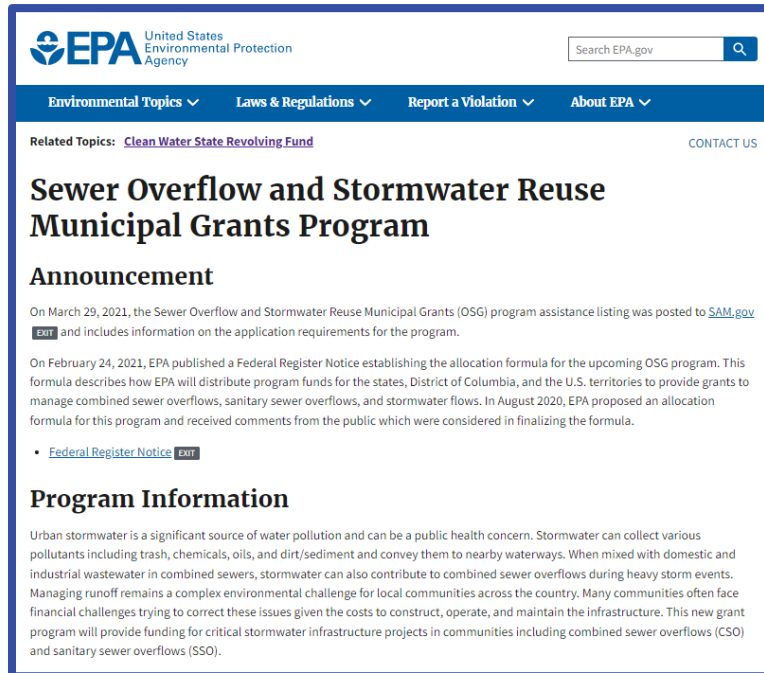 EPA United States
Environmental Protection
Agency
Search EPA.gov
Environmental Topics Laws & Regulations Report a Violation About EPA
Related Topics: Clean Water State Revolving Fund CONTACT US
Sewer Overflow and Stormwater Reuse
Municipal Grants Program
Announcement
On March 29, 2021, the Sewer Overflow and Stormwater Reuse Municipal Grants (OSG) program assistance listing was posted to SAM.gov
EXIT and includes information on the application requirements for the program.
On February 24, 2021, EPA published a Federal Register Notice establishing the allocation formula for the upcoming OSG program. This
formula describes how EPA will distribute program funds for the states, District of Columbia, and the U.S. territories to provide grants to
manage combined sewer overflows, sanitary sewer overflows, and stormwater flows. In August 2020, EPA proposed an allocation
formula for this program and received comments from the public which were considered in finalizing the formula.
• Federal Register Notice EXIT
Program Information
Urban stormwater is a significant source of water pollution and can be a public health concern. Stormwater can collect various
pollutants including trash, chemicals, oils, and dirt/sediment and convey them to nearby waterways. When mixed with domestic and
industrial wastewater in combined sewers, stormwater can also contribute to combined sewer overflows during heavy storm events.
Managing runoff remains a complex environmental challenge for local communities across the country. Many communities often face
financial challenges trying to correct these issues given the costs to construct, operate, and maintain the infrastructure. This new grant
program will provide funding for critical stormwater infrastructure projects in communities including combined sewer overflows (CSO)
and sanitary sewer overflows (SSO).